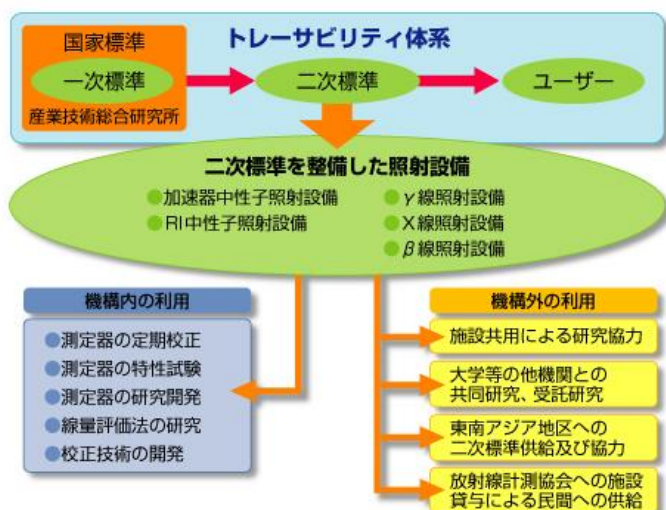 トレーサビリティ体系
国家標準
一次標準
産業技術総合研究所
二次標準
ユーザー
二次標準を整備した照射設備
●加速器中性子照射設備
●RI中性子照射設備
●γ線照射設備
●X線照射設備
●β線照射設備
機構内の利用
●測定器の定期校正
●測定器の特性試験
●測定器の研究開発
●線量評価法の研究
●校正技術の開発
機構外の利用
施設共用による研究協力
大学等の他機関との
共同研究、受託研究
東南アジア地区への
二次標準供給及び協力
放射線計測協会への施設
貸与による民間への供給